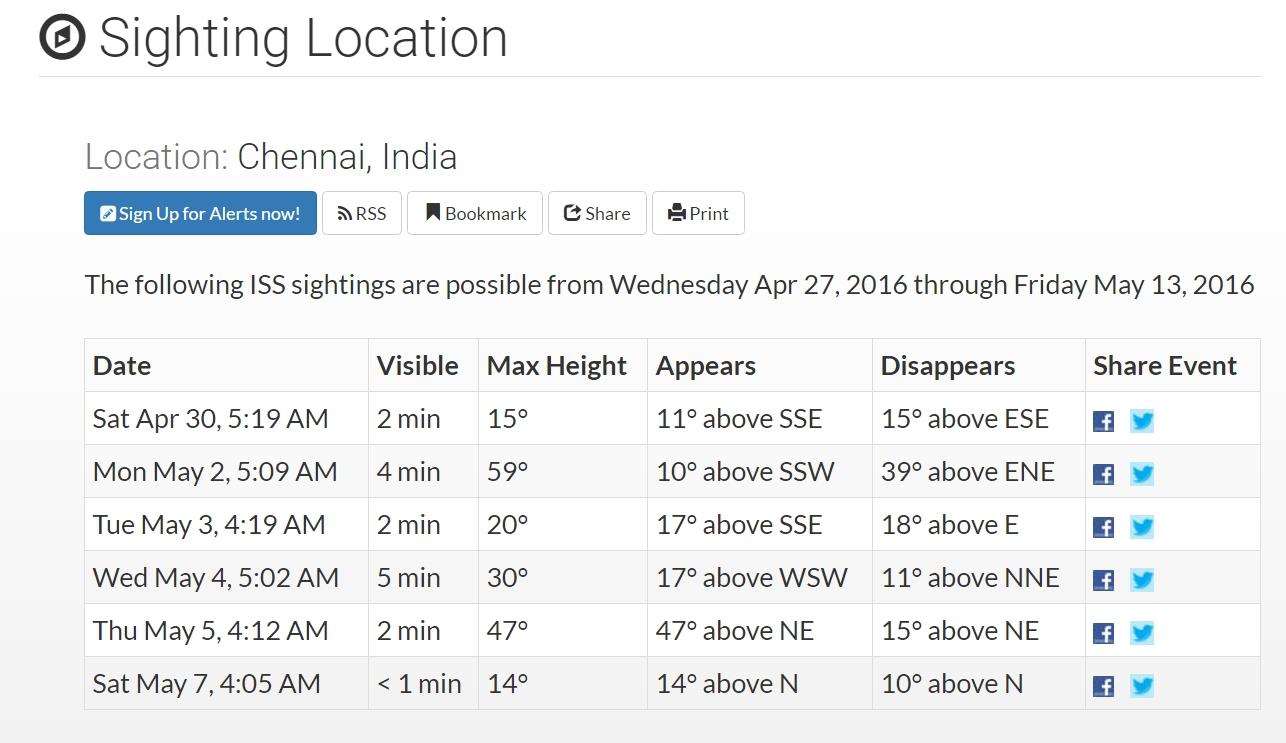 Sighting Location
Location: Chennai, India
Sign Up for Alerts now! RSS Bookmark Share Print
The following ISS sightings are possible from Wednesday Apr 27, 2016 through Friday May 13, 2016
Date Visible Max Height Appears Disappears Share Event
Sat Apr 30, 5:19 AM 2 min 15° 11° above SSE 15° above ESE
Mon May 2, 5:09 AM 4 min 59° 10° above SSW 39° above ENE
Tue May 3, 4:19 AM 2 min 20° 17° above SSE 18° above E
Wed May 4, 5:02 AM 5 min 30° 17° above WSW 11° above NNE
Thu May 5, 4:12 AM 2 min 47° 47° above NE 15° above NE
Sat May 7, 4:05 AM < 1 min 14° 14° above N 10° above N